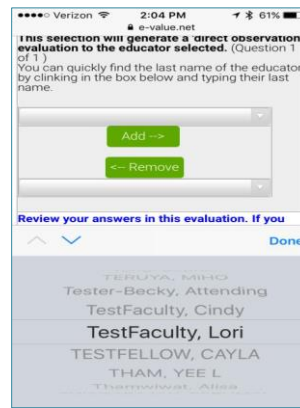 Verizon 2:04 PM 61%
e-value.net
This selection will generate a 'direct observation
evaluation to the educator selected. (Question 1
of 1 )
You can quickly find the last name of the educator
by clinking in the box below and typing their last
name.
Add -->
<-- Remove
Review your answers in this evaluation. If you
Done
TERUYA, MIHO
Tester-Becky, Attending
TestFaculty, Cindy
TestFaculty, Lori
TESTFELLOW, CAYLA
THAM, YEE L
Thamwiwat, Alisa